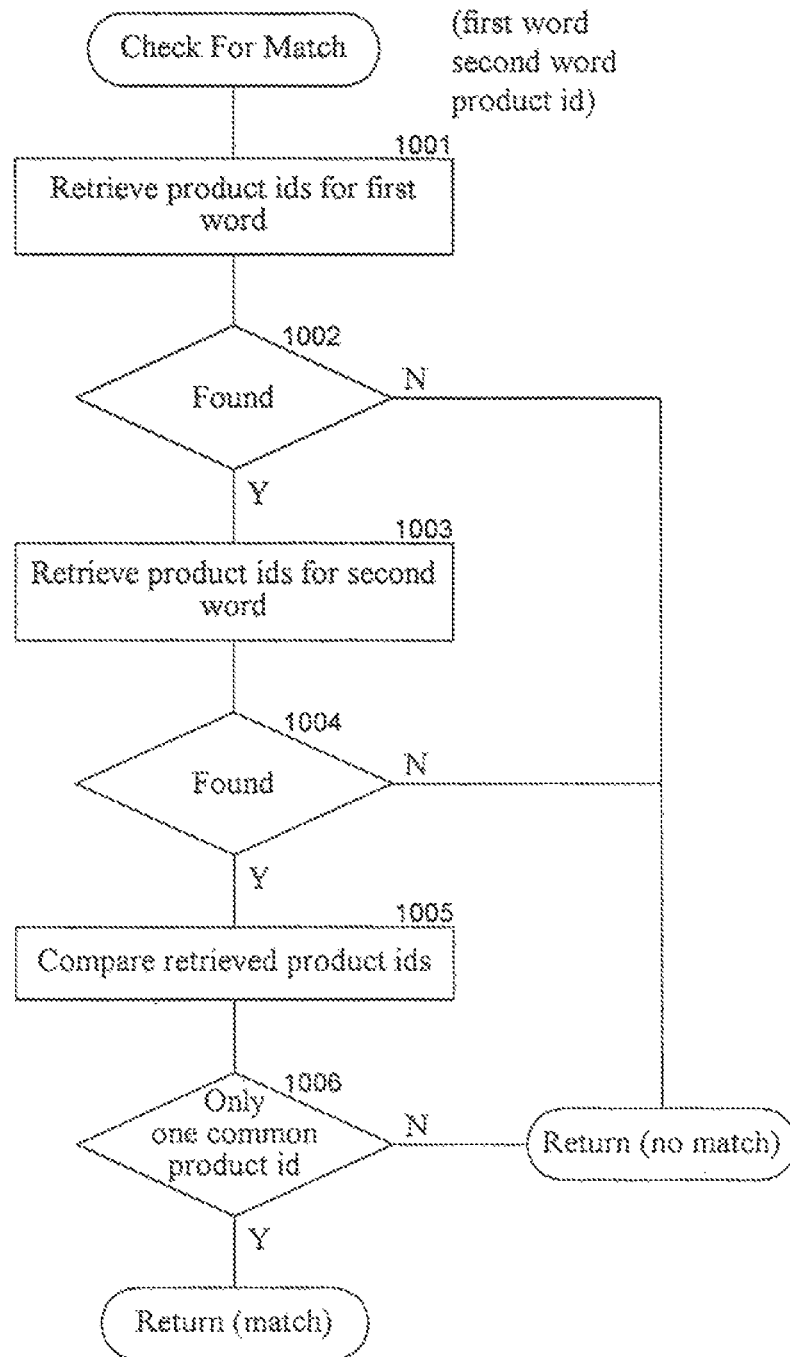 Check For Match
(first word
second word
product id)
1001
Retrieve product ids for first
word
1002
Found
N
Y
1003
Retrieve product ids for second
word
1004
Found
N
Y
1005
Compare retrieved product ids
1006
Only
one common
product id
N
Return (no match)
Y
Return (match)